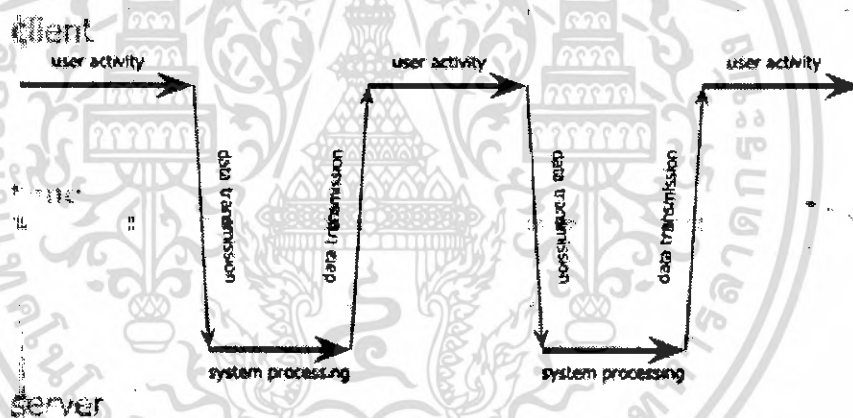 client
user activity
user activity
user activity
data transmission
data transmission
data transmission
data transmission
time
system processing
system processing
server